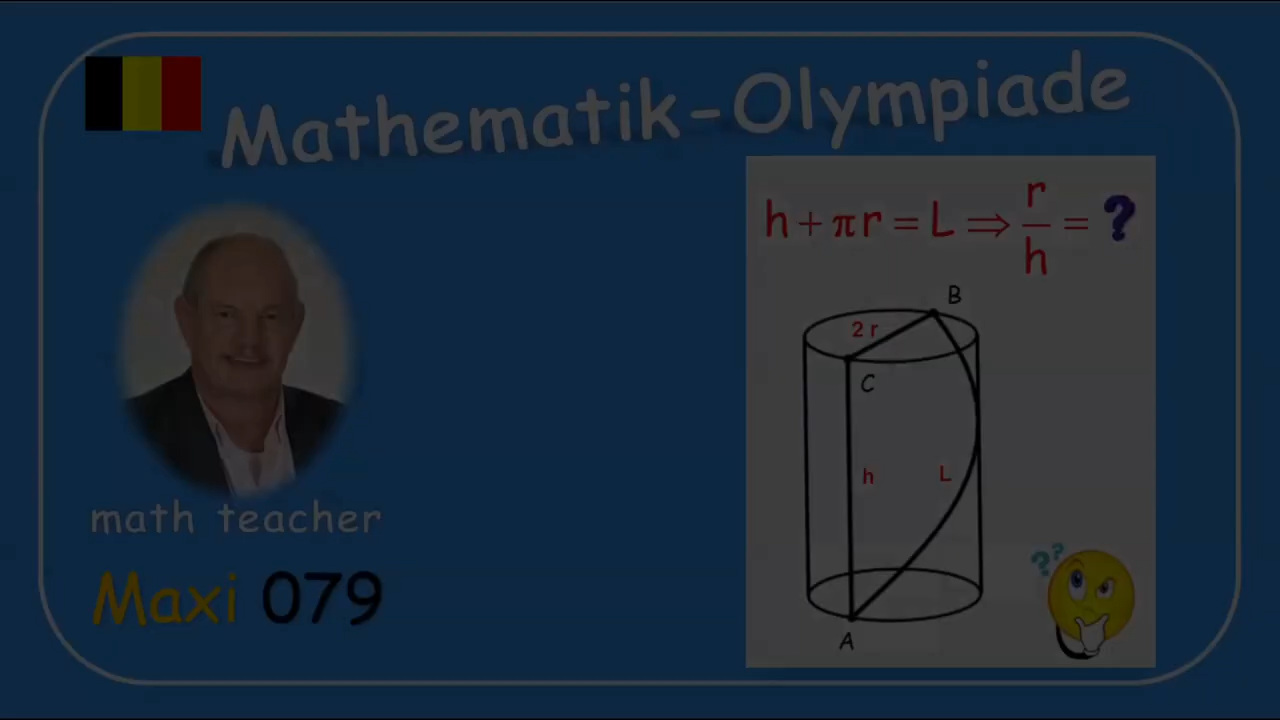 Mathematik-Olympiade
h + πr = L ⇒ r/h = ?
B
2 r
C
h
L
A
? ?
math teacher
Maxi 079